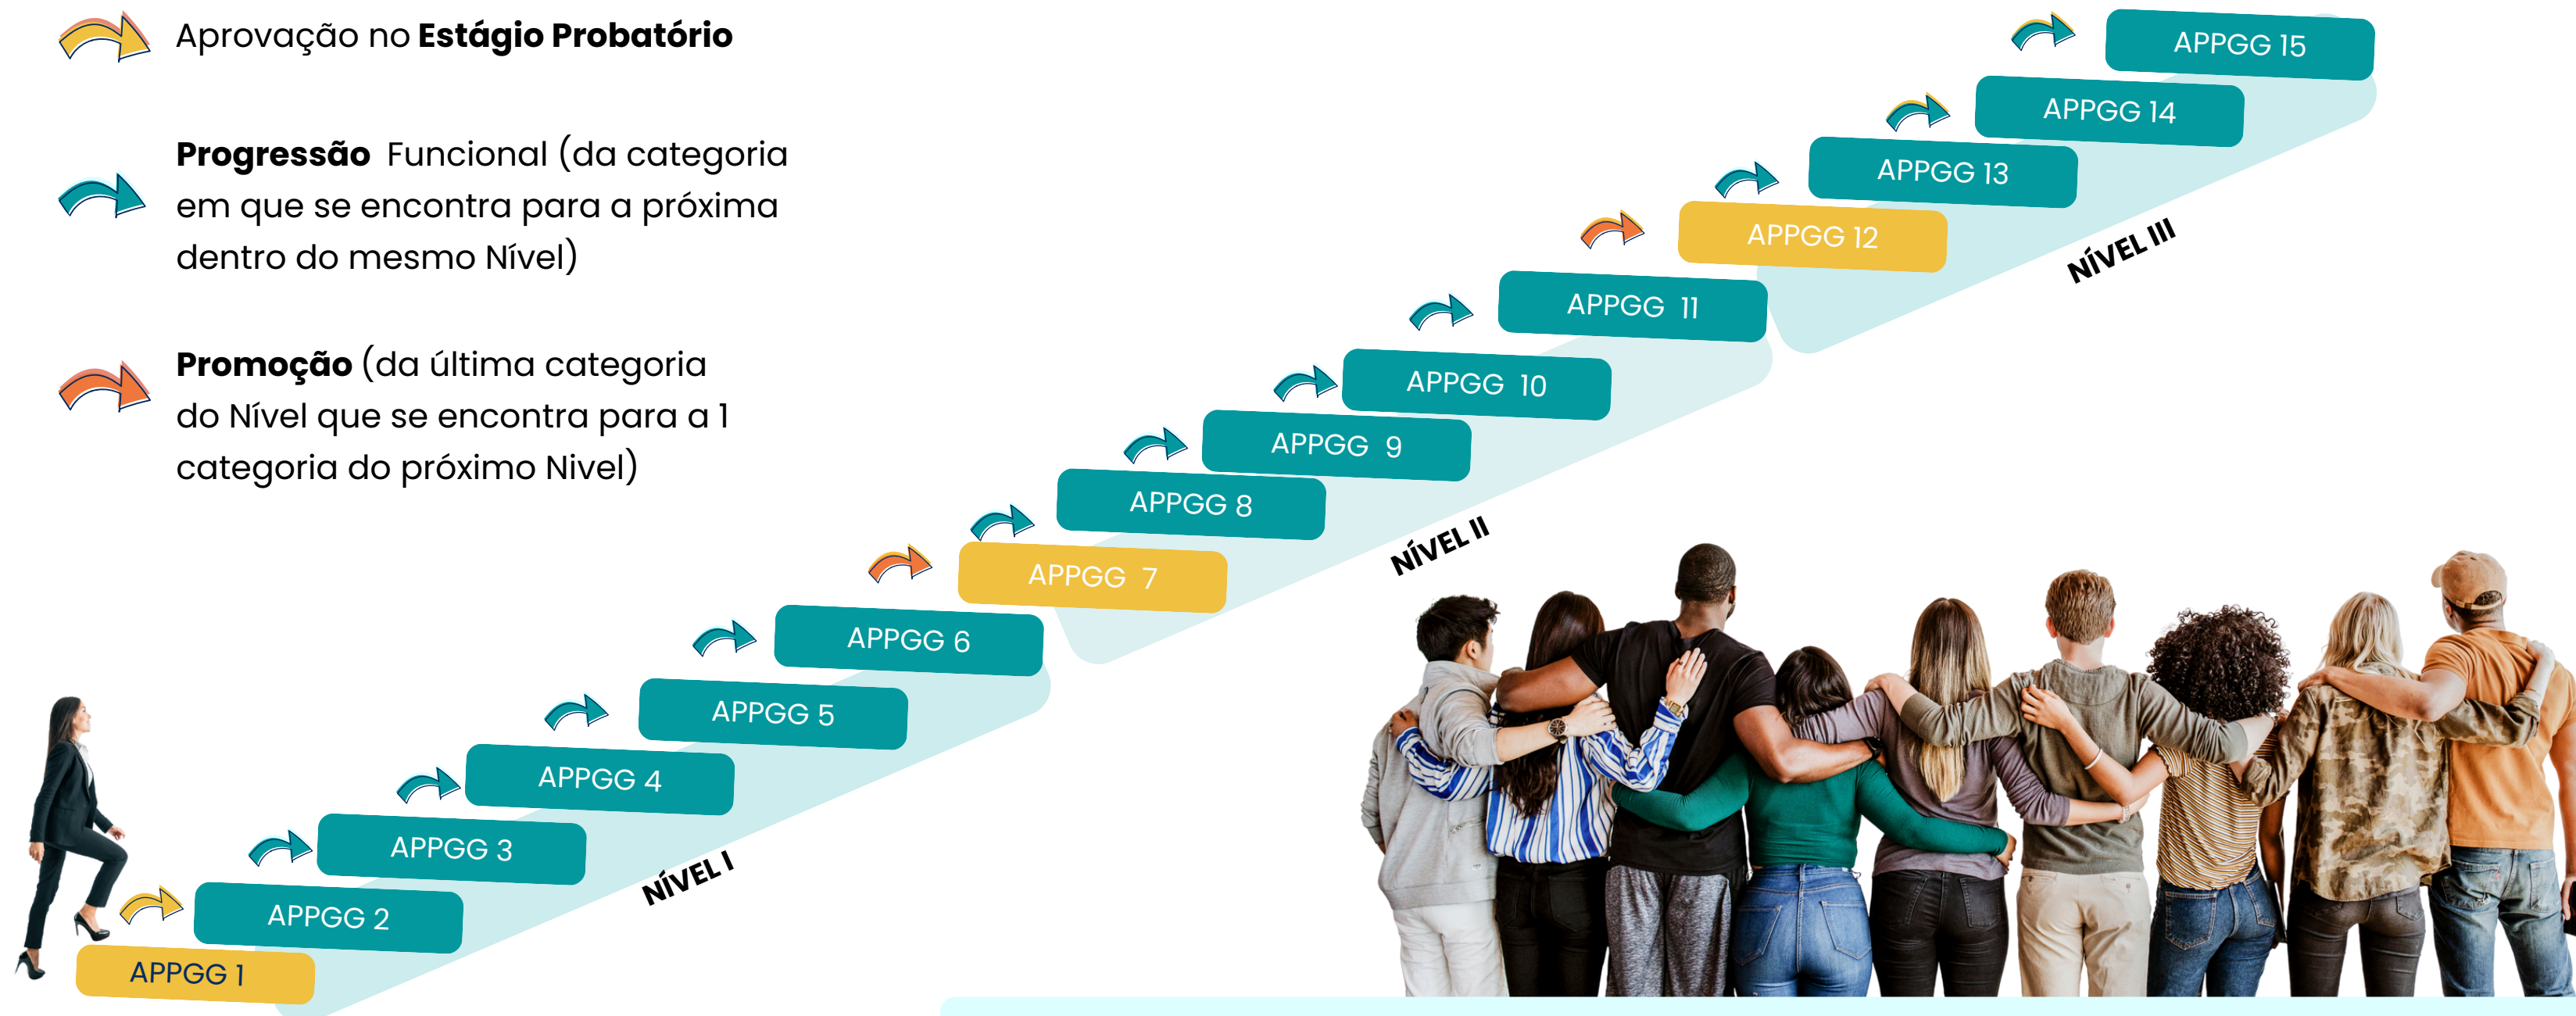 Aprovação no Estágio Probatório
Progressão Funcional (da categoria
em que se encontra para a próxima
dentro do mesmo Nível)
Promoção (da última categoria
do Nível que se encontra para a 1
categoria do próximo Nivel)
APPGG 15
APPGG 14
APPGG 13
APPGG 12
NÍVEL III
APPGG 11
APPGG 10
APPGG 9
APPGG 8
APPGG 7
NÍVEL II
APPGG 6
APPGG 5
APPGG 4
APPGG 3
APPGG 2
APPGG 1
NÍVEL I